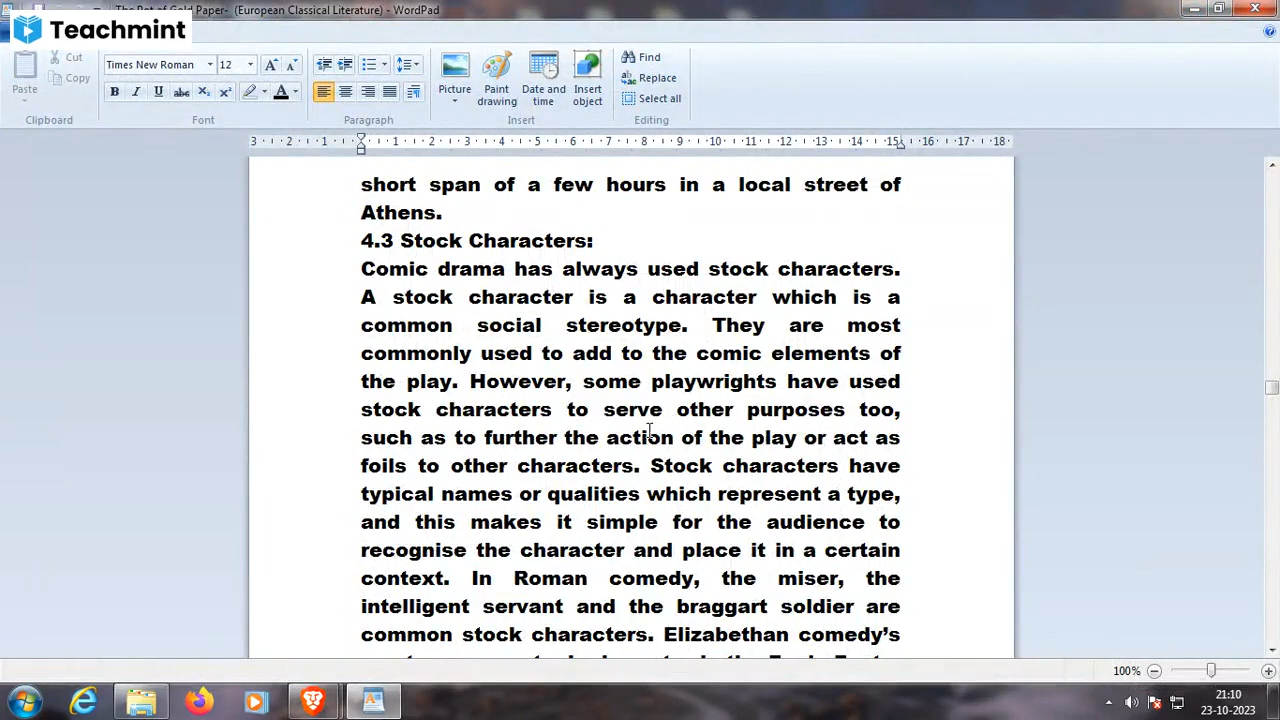 The Pot of Gold Paper- (European Classical Literature) - WordPad
Teachmint
Cut
Copy
Paste
Clipboard
Times New Roman
12
B I U abc X₂ X² A
Font
Paragraph
Picture
Paint drawing
Date and time
Insert object
Insert
Find
Replace
Select all
Editing
3 2 1 1 2 3 4 5 6 7 8 9 10 11 12 13 14 15 16 17 18
short span of a few hours in a local street of
Athens.
4.3 Stock Characters:
Comic drama has always used stock characters.
A stock character is a character which is a
common social stereotype. They are most
commonly used to add to the comic elements of
the play. However, some playwrights have used
stock characters to serve other purposes too,
such as to further the action of the play or act as
foils to other characters. Stock characters have
typical names or qualities which represent a type,
and this makes it simple for the audience to
recognise the character and place it in a certain
context. In Roman comedy, the miser, the
intelligent servant and the braggart soldier are
common stock characters. Elizabethan comedy’s
100%
21:10
23-10-2023